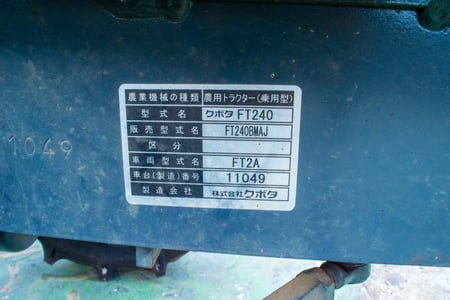 農業機械の種類 農用トラクター(乗用型)
型式名 クボタ FT240
販売型式名 FT240BMAJ
区分
車両型式名 FT2A
車台(製造)番号 11049
製造会社 株式会社クボタ
11049